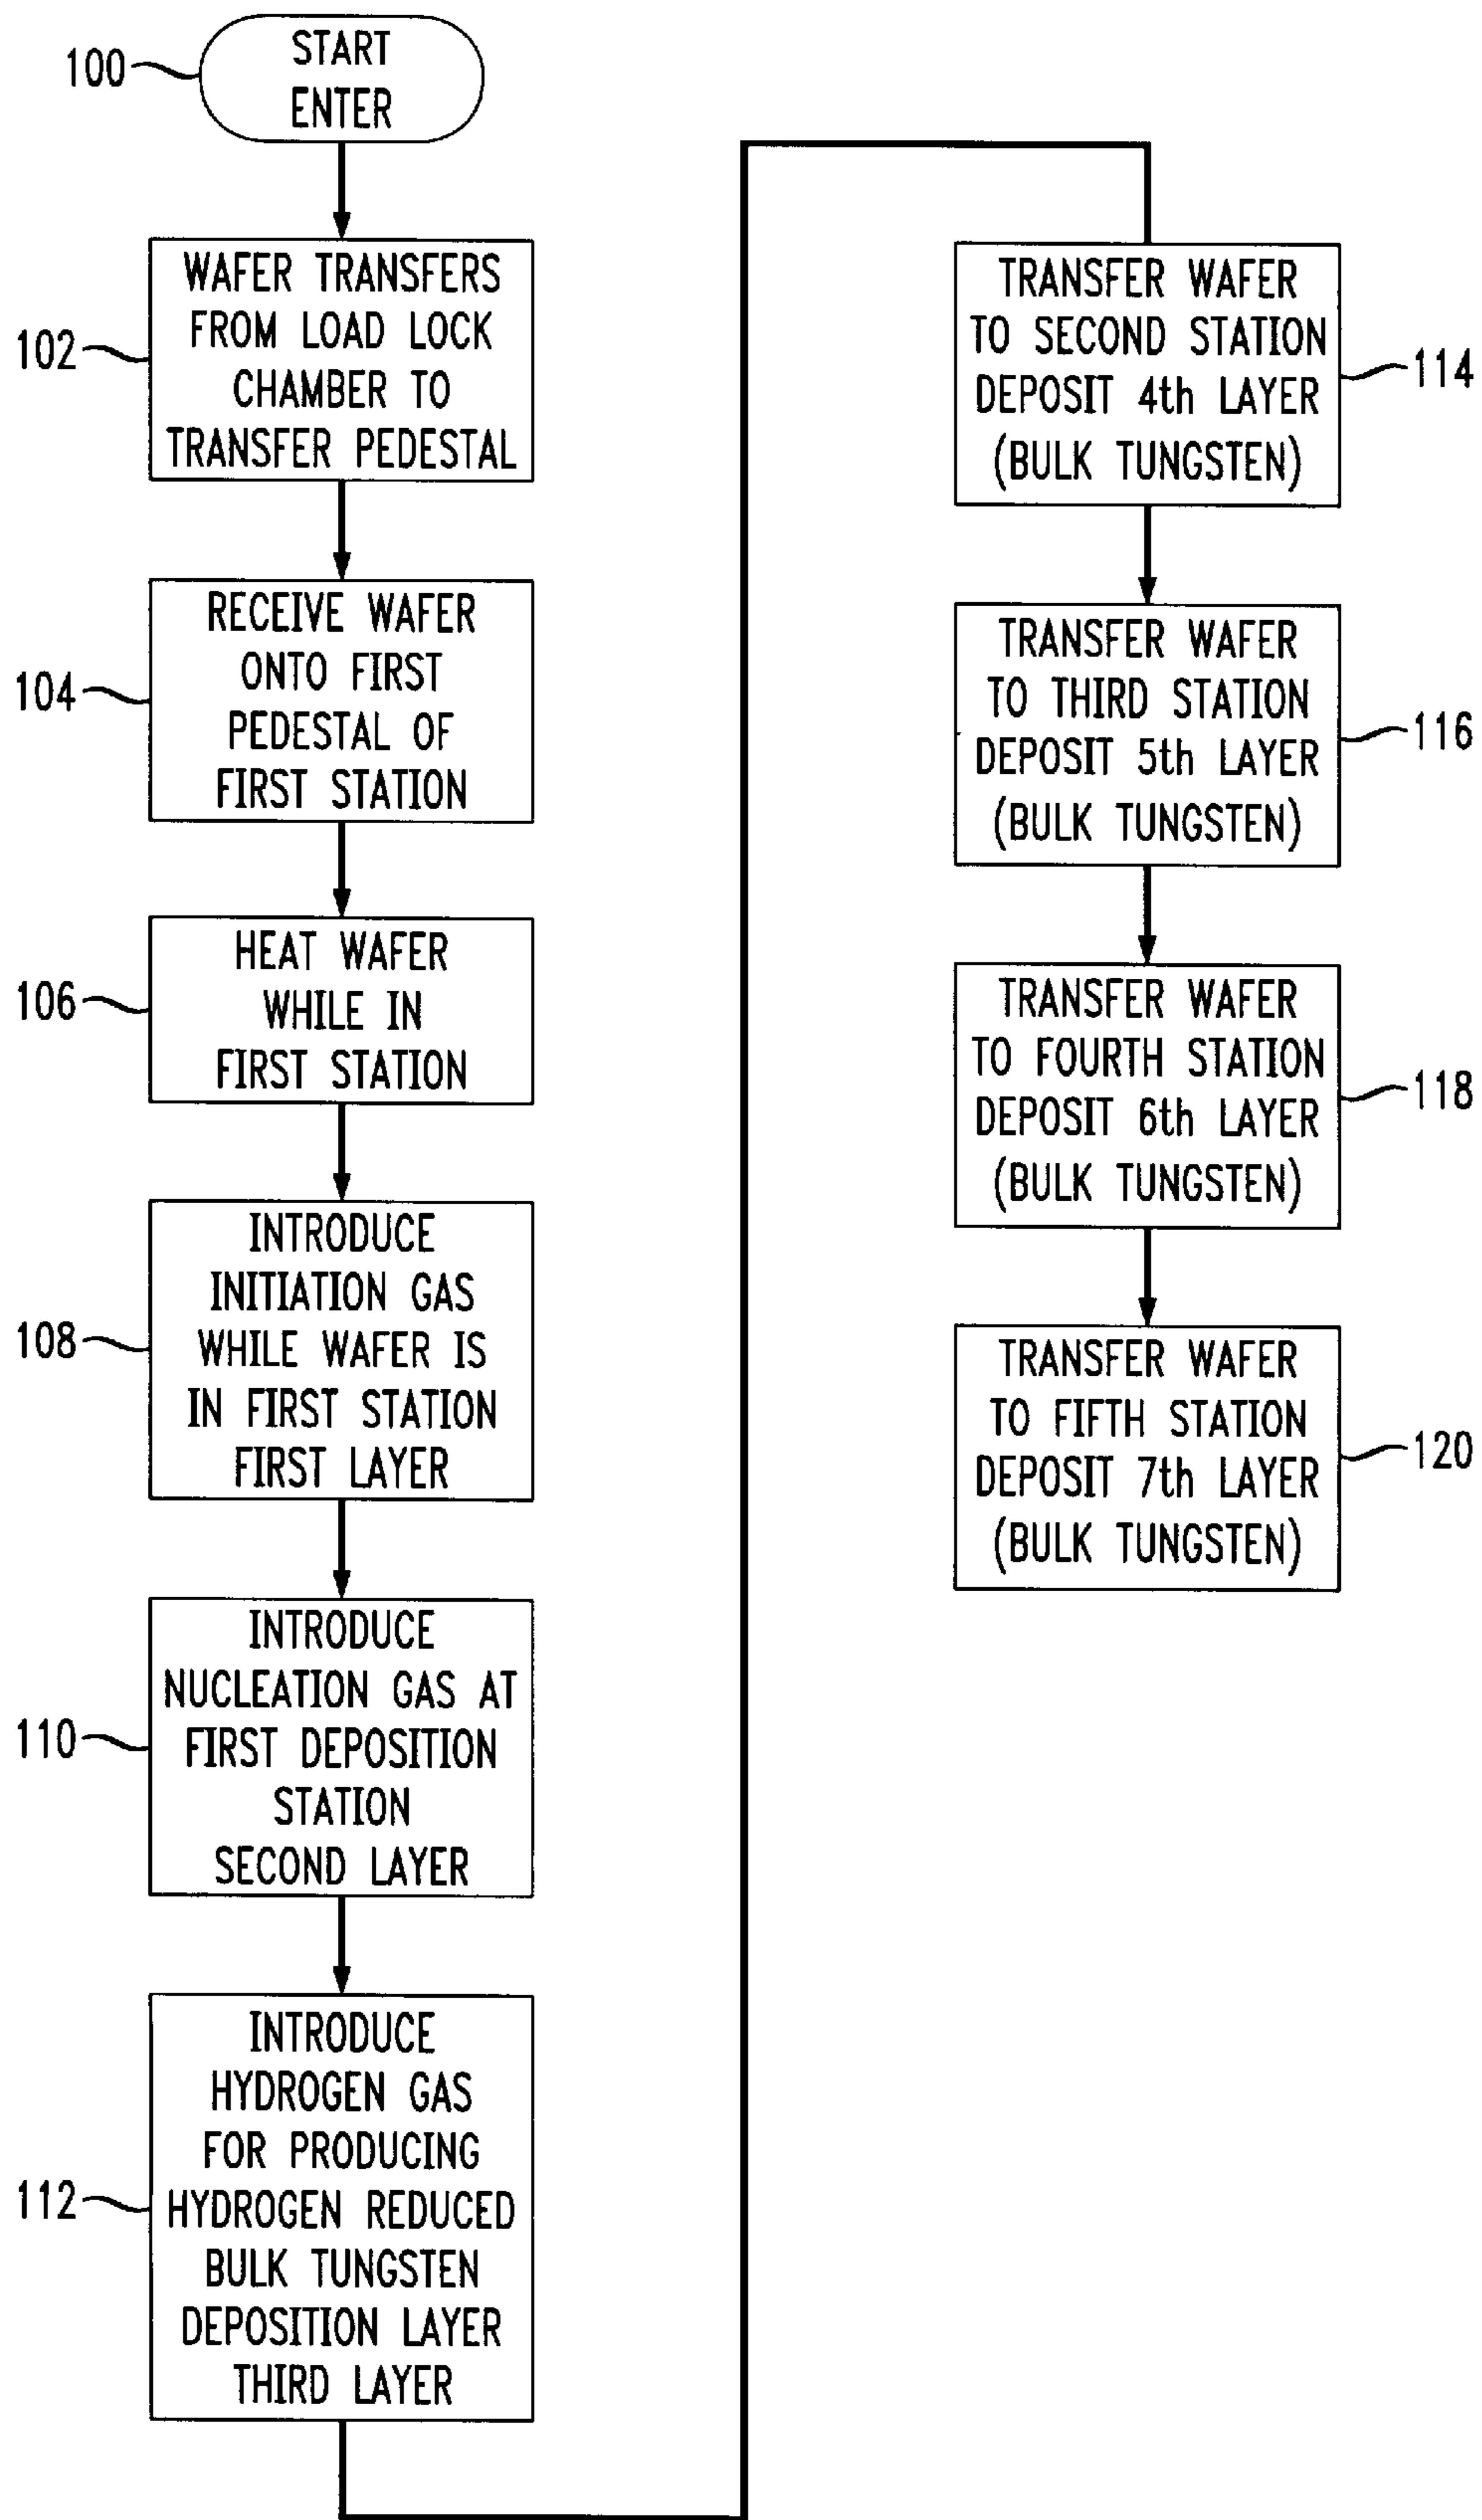 100
START
ENTER
102
WAFER TRANSFERS
FROM LOAD LOCK
CHAMBER TO
TRANSFER PEDESTAL
104
RECEIVE WAFER
ONTO FIRST
PEDESTAL OF
FIRST STATION
106
HEAT WAFER
WHILE IN
FIRST STATION
108
INTRODUCE
INITIATION GAS
WHILE WAFER IS
IN FIRST STATION
FIRST LAYER
110
INTRODUCE
NUCLEATION GAS AT
FIRST DEPOSITION
STATION
SECOND LAYER
112
INTRODUCE
HYDROGEN GAS
FOR PRODUCING
HYDROGEN REDUCED
BULK TUNGSTEN
DEPOSITION LAYER
THIRD LAYER
TRANSFER WAFER
TO SECOND STATION
DEPOSIT 4th LAYER
(BULK TUNGSTEN)
114
TRANSFER WAFER
TO THIRD STATION
DEPOSIT 5th LAYER
(BULK TUNGSTEN)
116
TRANSFER WAFER
TO FOURTH STATION
DEPOSIT 6th LAYER
(BULK TUNGSTEN)
118
TRANSFER WAFER
TO FIFTH STATION
DEPOSIT 7th LAYER
(BULK TUNGSTEN)
120